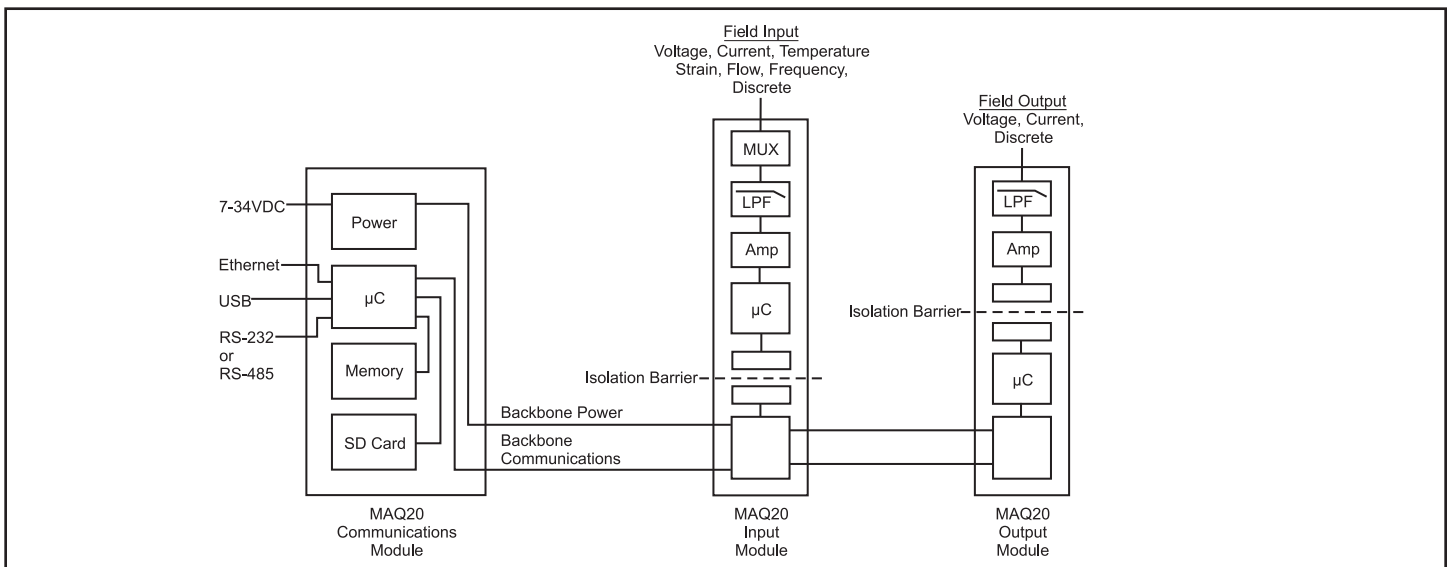 Field Input
Voltage, Current, Temperature
Strain, Flow, Frequency,
Discrete
Field Output
Voltage, Current,
Discrete
MUX
LPF
Amp
µC
LPF
Amp
µC
Isolation Barrier
Isolation Barrier
7-34VDC
Ethernet
USB
RS-232
or
RS-485
Power
µC
Memory
SD Card
Backbone Power
Backbone
Communications
MAQ20
Communications
Module
MAQ20
Input
Module
MAQ20
Output
Module